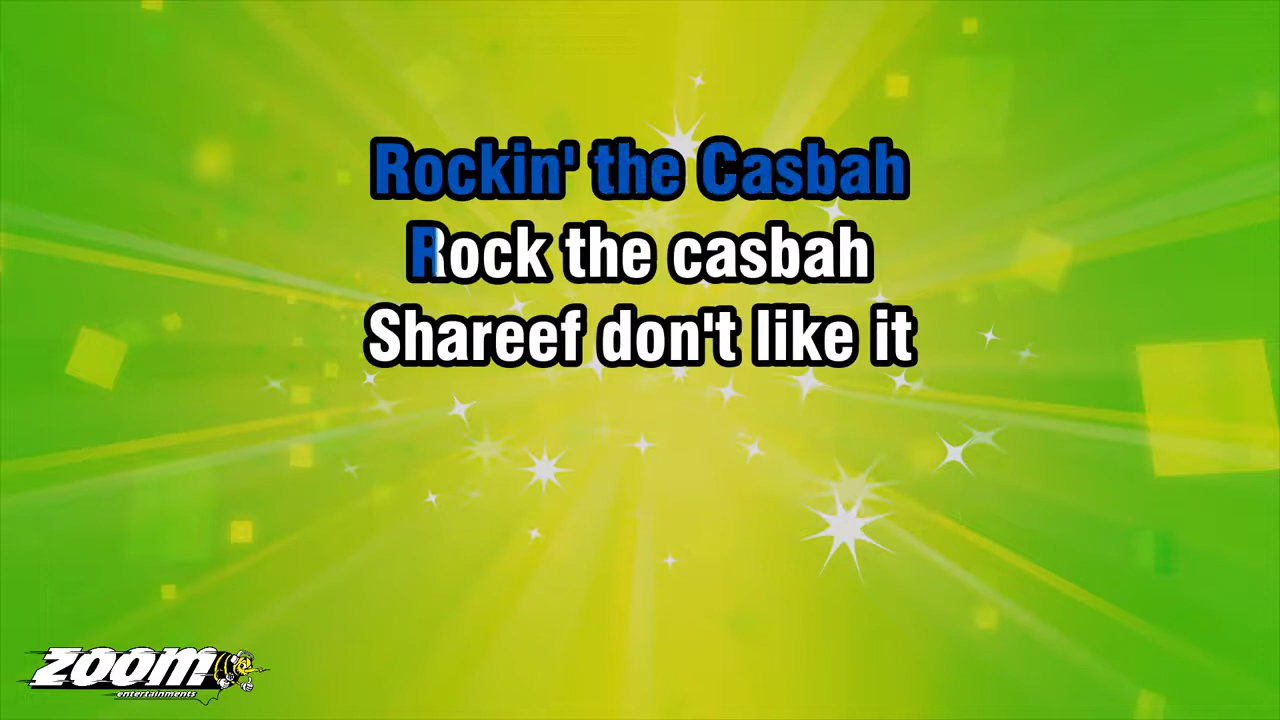 Rockin' the Casbah
Rock the casbah
Shareef don't like it
ZOOM
entertainments